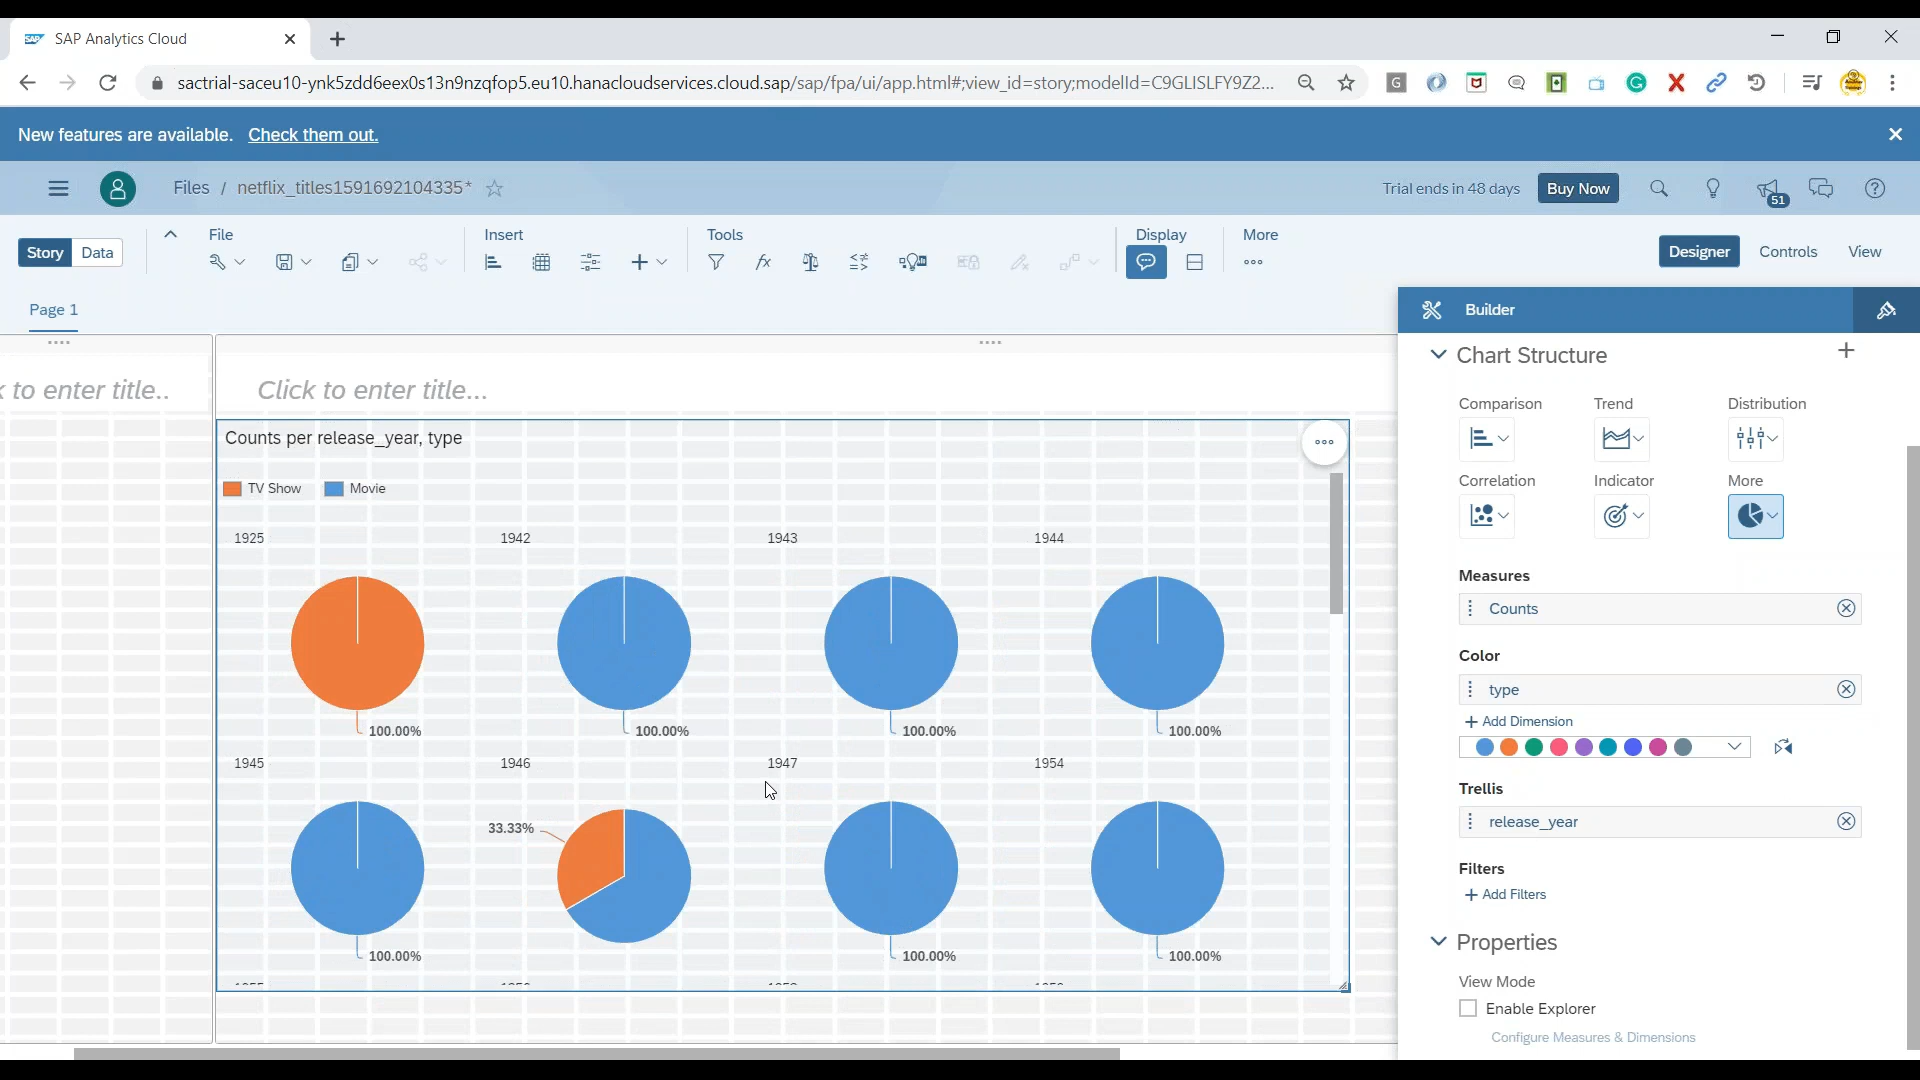 SAP Analytics Cloud
sactrial-saceu10-ynk5zdd6eex0s13n9nzqfop5.eu10.hanacloudservices.cloud.sap/sap/fpa/ui/app.html#;view_id=story;modelId=C9GLISLFY9Z2...
New features are available. Check them out.
Files / netflix_titles1591692104335*
Trial ends in 48 days Buy Now 51
Story Data File Insert Tools Display More Designer Controls View
Page 1
Builder
k to enter title..
Click to enter title...
Counts per release_year, type
TV Show Movie
1925 1942 1943 1944
100.00% 100.00% 100.00% 100.00%
1945 1946 1947 1954
33.33%
100.00% 100.00% 100.00%
Chart Structure
Comparison Trend Distribution
Correlation Indicator More
Measures
Counts
Color
type
+ Add Dimension
Trellis
release_year
Filters
+ Add Filters
Properties
View Mode
Enable Explorer
Configure Measures & Dimensions